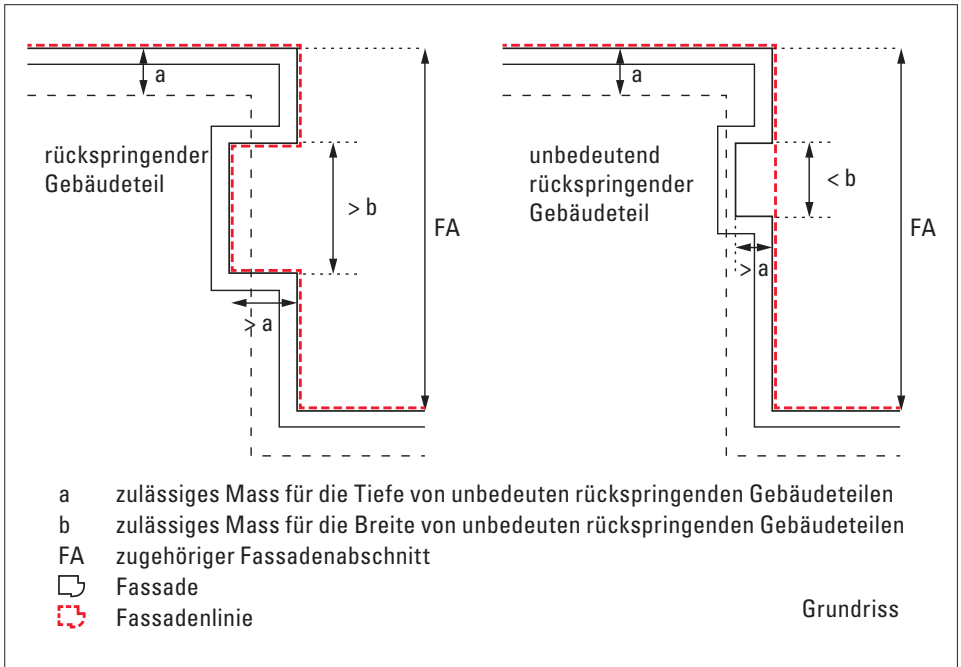 a
rückspringender
Gebäudeteil
> b
FA
> a
a
unbedeutend
rückspringender
Gebäudeteil
< b
FA
> a
a zulässiges Mass für die Tiefe von unbedeuten rückspringenden Gebäudeteilen
b zulässiges Mass für die Breite von unbedeuten rückspringenden Gebäudeteilen
FA zugehöriger Fassadenabschnitt
Fassade
Fassadenlinie
Grundriss